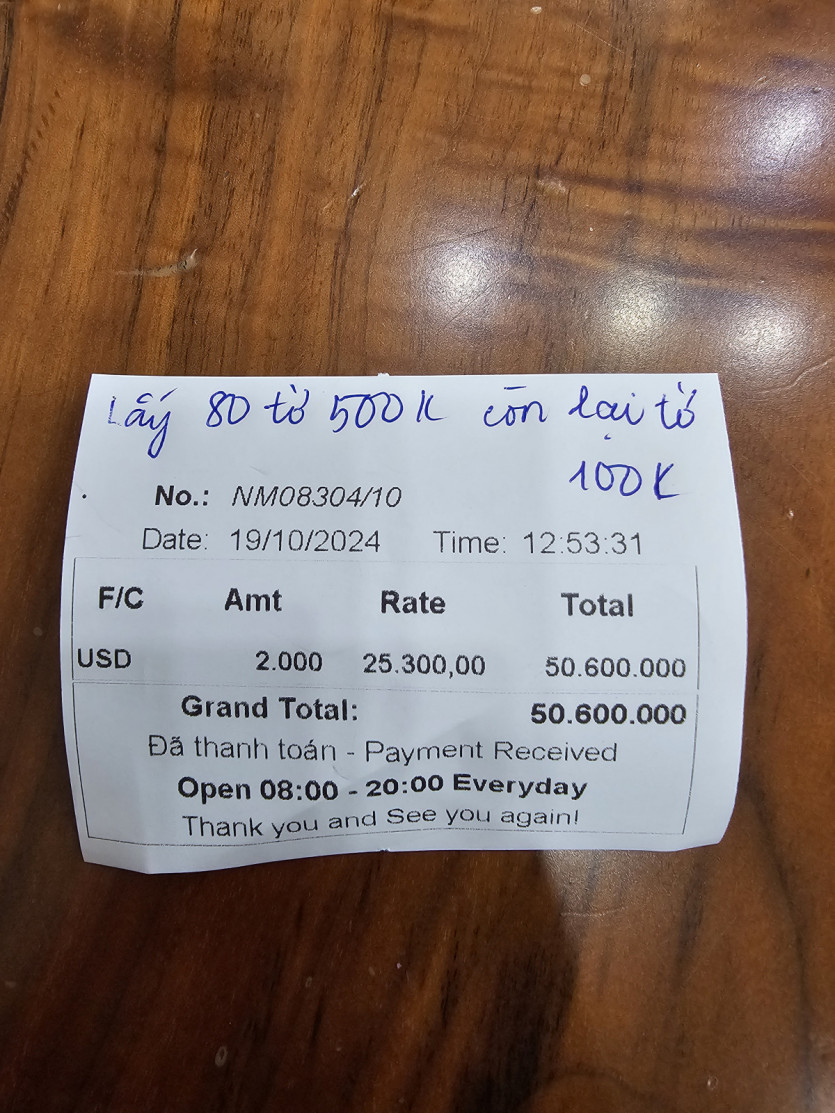 Lấy 80 tờ 500K còn lại tờ
100K
No.: NM08304/10
Date: 19/10/2024 Time: 12:53:31
F/C Amt Rate Total
USD 2.000 25.300,00 50.600.000
Grand Total: 50.600.000
Đã thanh toán - Payment Received
Open 08:00 - 20:00 Everyday
Thank you and See you again!